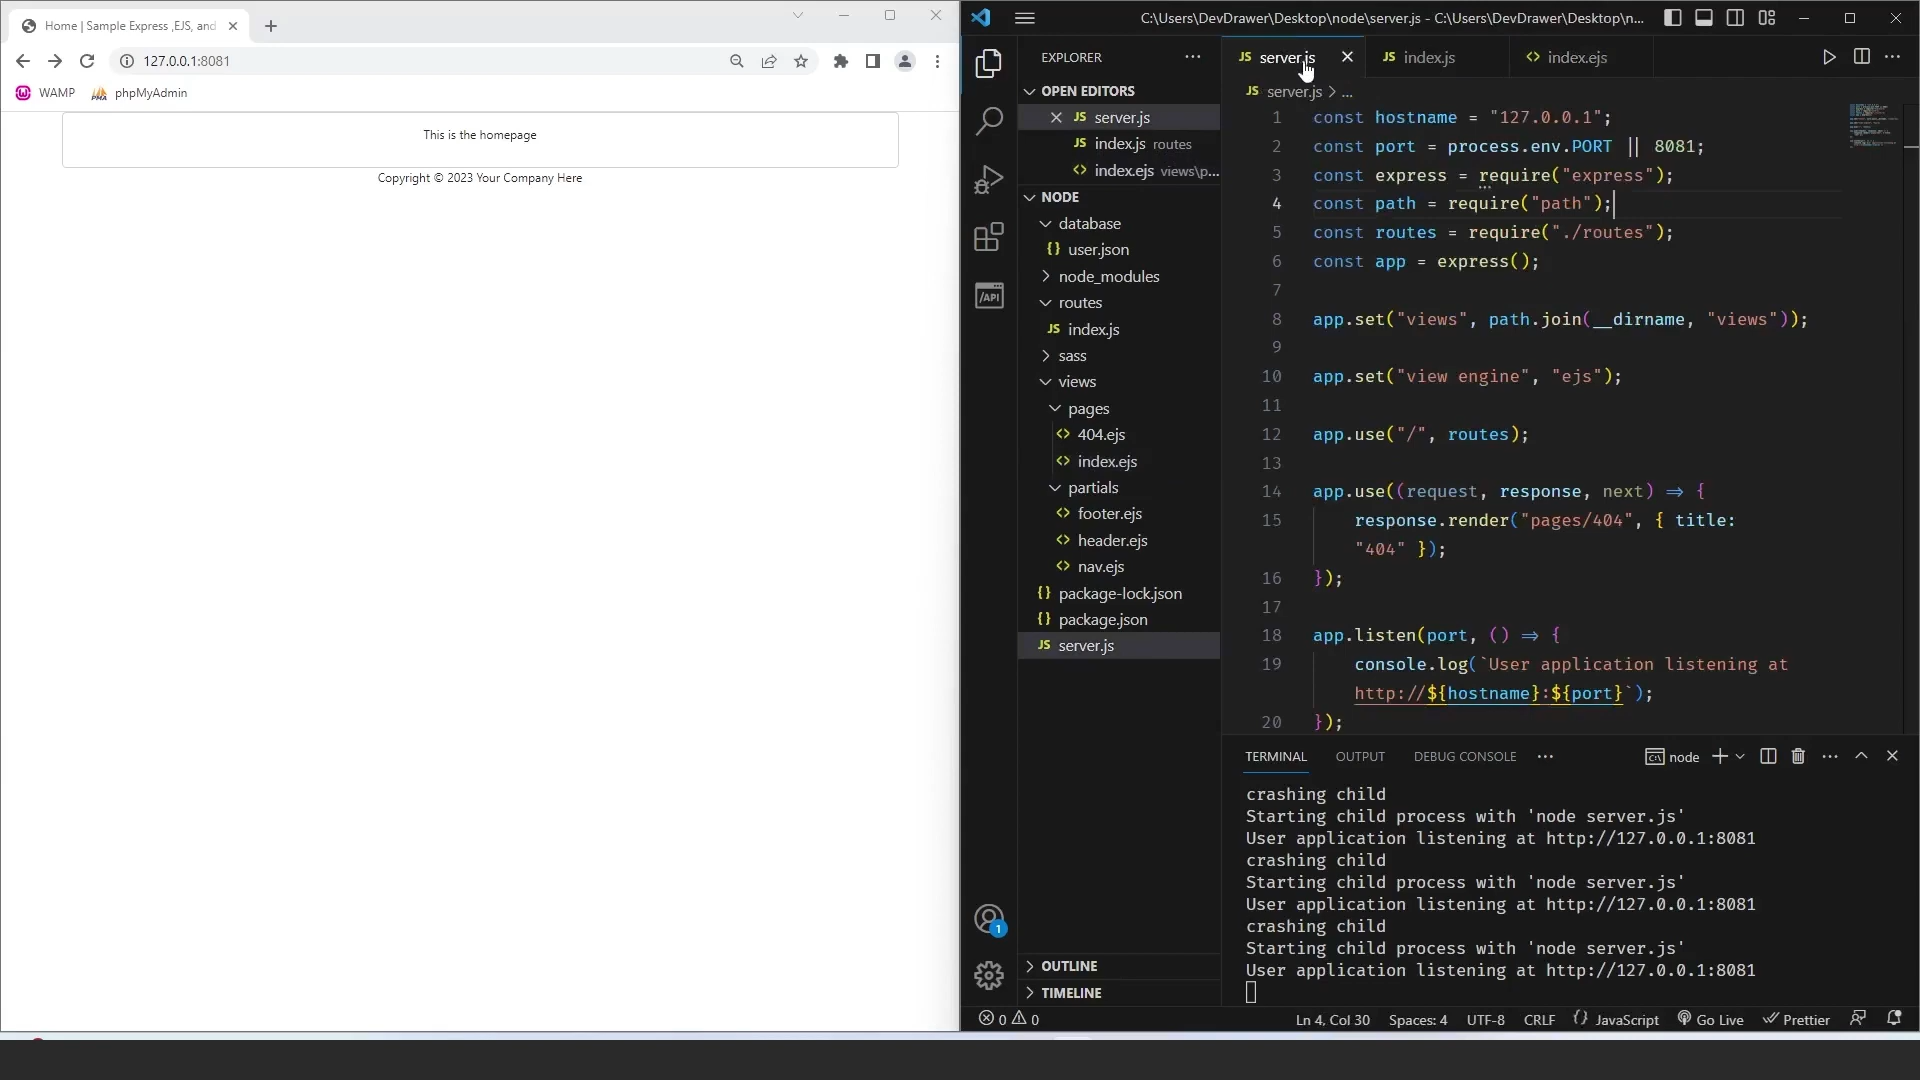 Home | Sample Express ,EJS, and
127.0.0.1:8081
WAMP
phpMyAdmin
This is the homepage
Copyright © 2023 Your Company Here
C:\Users\DevDrawer\Desktop\node\server.js - C:\Users\DevDrawer\Desktop\n...
EXPLORER
OPEN EDITORS
JS server.js
JS index.js routes
index.ejs views\p...
NODE
database
user.json
node_modules
routes
JS index.js
sass
views
pages
404.ejs
index.ejs
partials
footer.ejs
header.ejs
nav.ejs
package-lock.json
package.json
JS server.js
OUTLINE
TIMELINE
/API
1
JS server.js
JS index.js
index.ejs
JS server.js > ...
1 const hostname = "127.0.0.1";
2 const port = process.env.PORT || 8081;
3 const express = require("express");
4 const path = require("path");
5 const routes = require("./routes");
6 const app = express();
7
8 app.set("views", path.join(__dirname, "views"));
9
10 app.set("view engine", "ejs");
11
12 app.use("/", routes);
13
14 app.use((request, response, next) => {
15 response.render("pages/404", { title:
"404" });
16 });
17
18 app.listen(port, () => {
19 console.log(`User application listening at
http://${hostname}:${port}`);
20 });
TERMINAL OUTPUT DEBUG CONSOLE
node
crashing child
Starting child process with 'node server.js'
User application listening at http://127.0.0.1:8081
crashing child
Starting child process with 'node server.js'
User application listening at http://127.0.0.1:8081
crashing child
Starting child process with 'node server.js'
User application listening at http://127.0.0.1:8081
0 0
Ln 4, Col 30 Spaces: 4 UTF-8 CRLF {} JavaScript Go Live Prettier